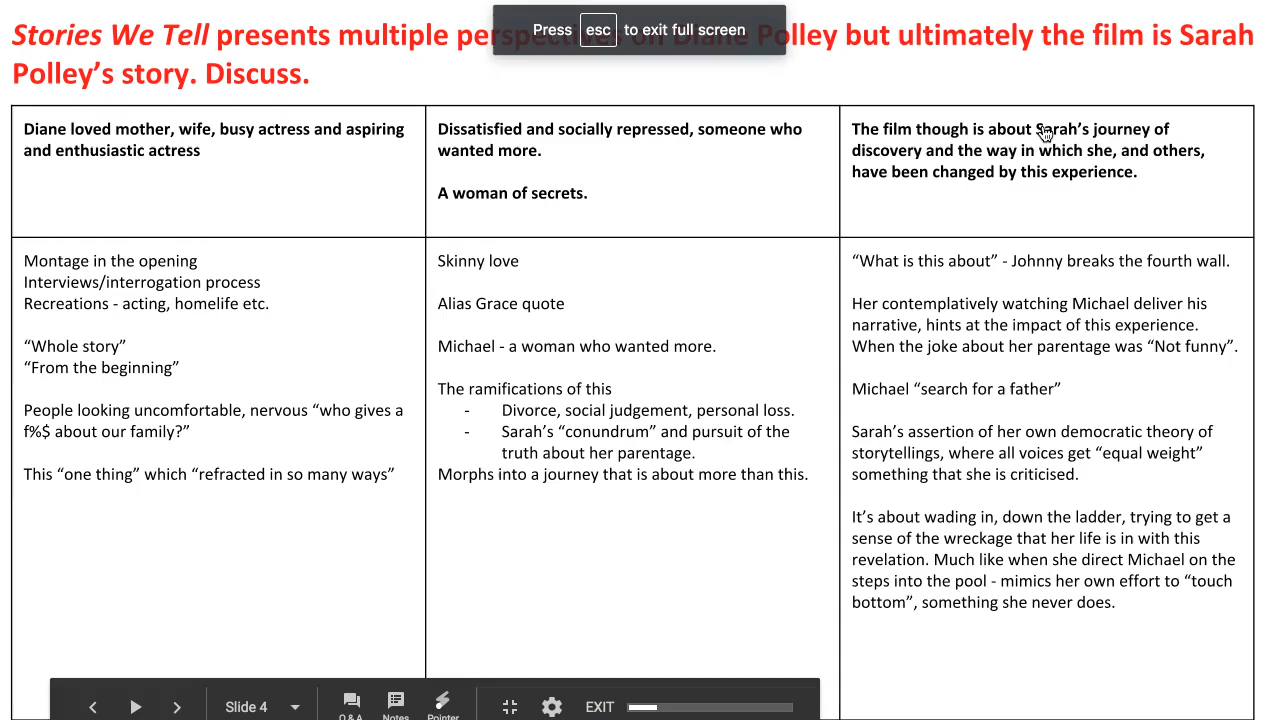 Stories We Tell presents multiple perspectives on Diane Polley but ultimately the film is Sarah
Polley’s story. Discuss.
Press esc to exit full screen
Diane loved mother, wife, busy actress and aspiring
and enthusiastic actress
Dissatisfied and socially repressed, someone who
wanted more.
A woman of secrets.
The film though is about Sarah’s journey of
discovery and the way in which she, and others,
have been changed by this experience.
Montage in the opening
Interviews/interrogation process
Recreations - acting, homelife etc.
“Whole story”
“From the beginning”
People looking uncomfortable, nervous “who gives a
f%$ about our family?”
This “one thing” which “refracted in so many ways”
Skinny love
Alias Grace quote
Michael - a woman who wanted more.
The ramifications of this
- Divorce, social judgement, personal loss.
- Sarah’s “conundrum” and pursuit of the
truth about her parentage.
Morphs into a journey that is about more than this.
“What is this about” - Johnny breaks the fourth wall.
Her contemplatively watching Michael deliver his
narrative, hints at the impact of this experience.
When the joke about her parentage was “Not funny”.
Michael “search for a father”
Sarah’s assertion of her own democratic theory of
storytellings, where all voices get “equal weight”
something that she is criticised.
It’s about wading in, down the ladder, trying to get a
sense of the wreckage that her life is in with this
revelation. Much like when she direct Michael on the
steps into the pool - mimics her own effort to “touch
bottom”, something she never does.
Slide 4
Q & A
Notes
Pointer
EXIT